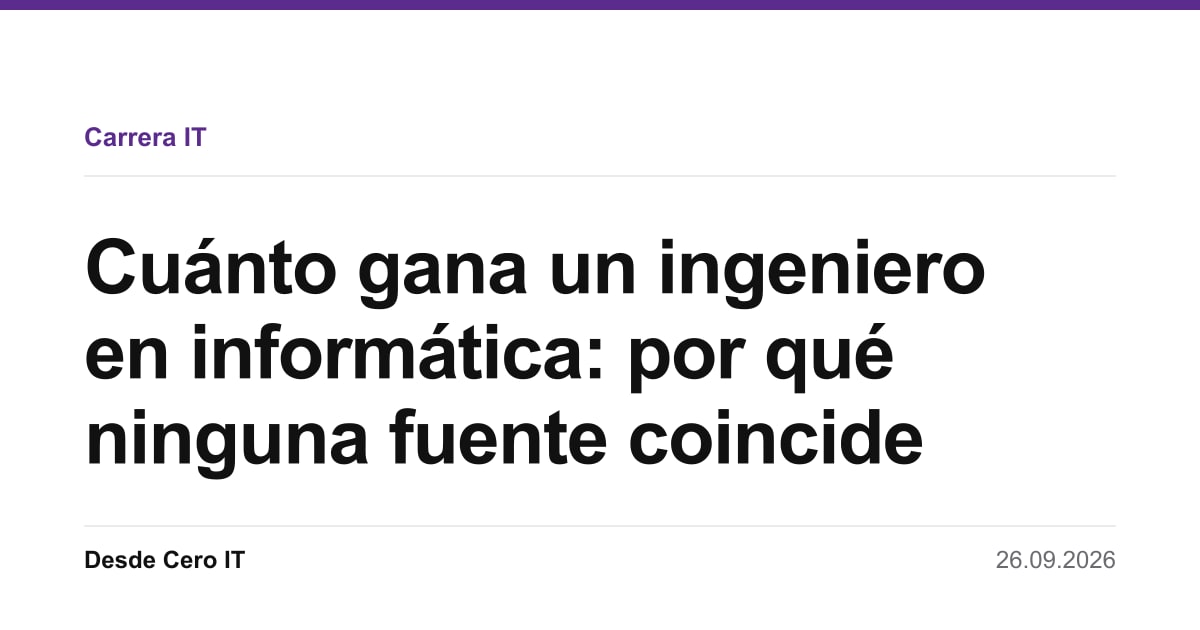 Carrera IT
Cuánto gana un ingeniero
en informática: por qué
ninguna fuente coincide
Desde Cero IT
26.09.2026